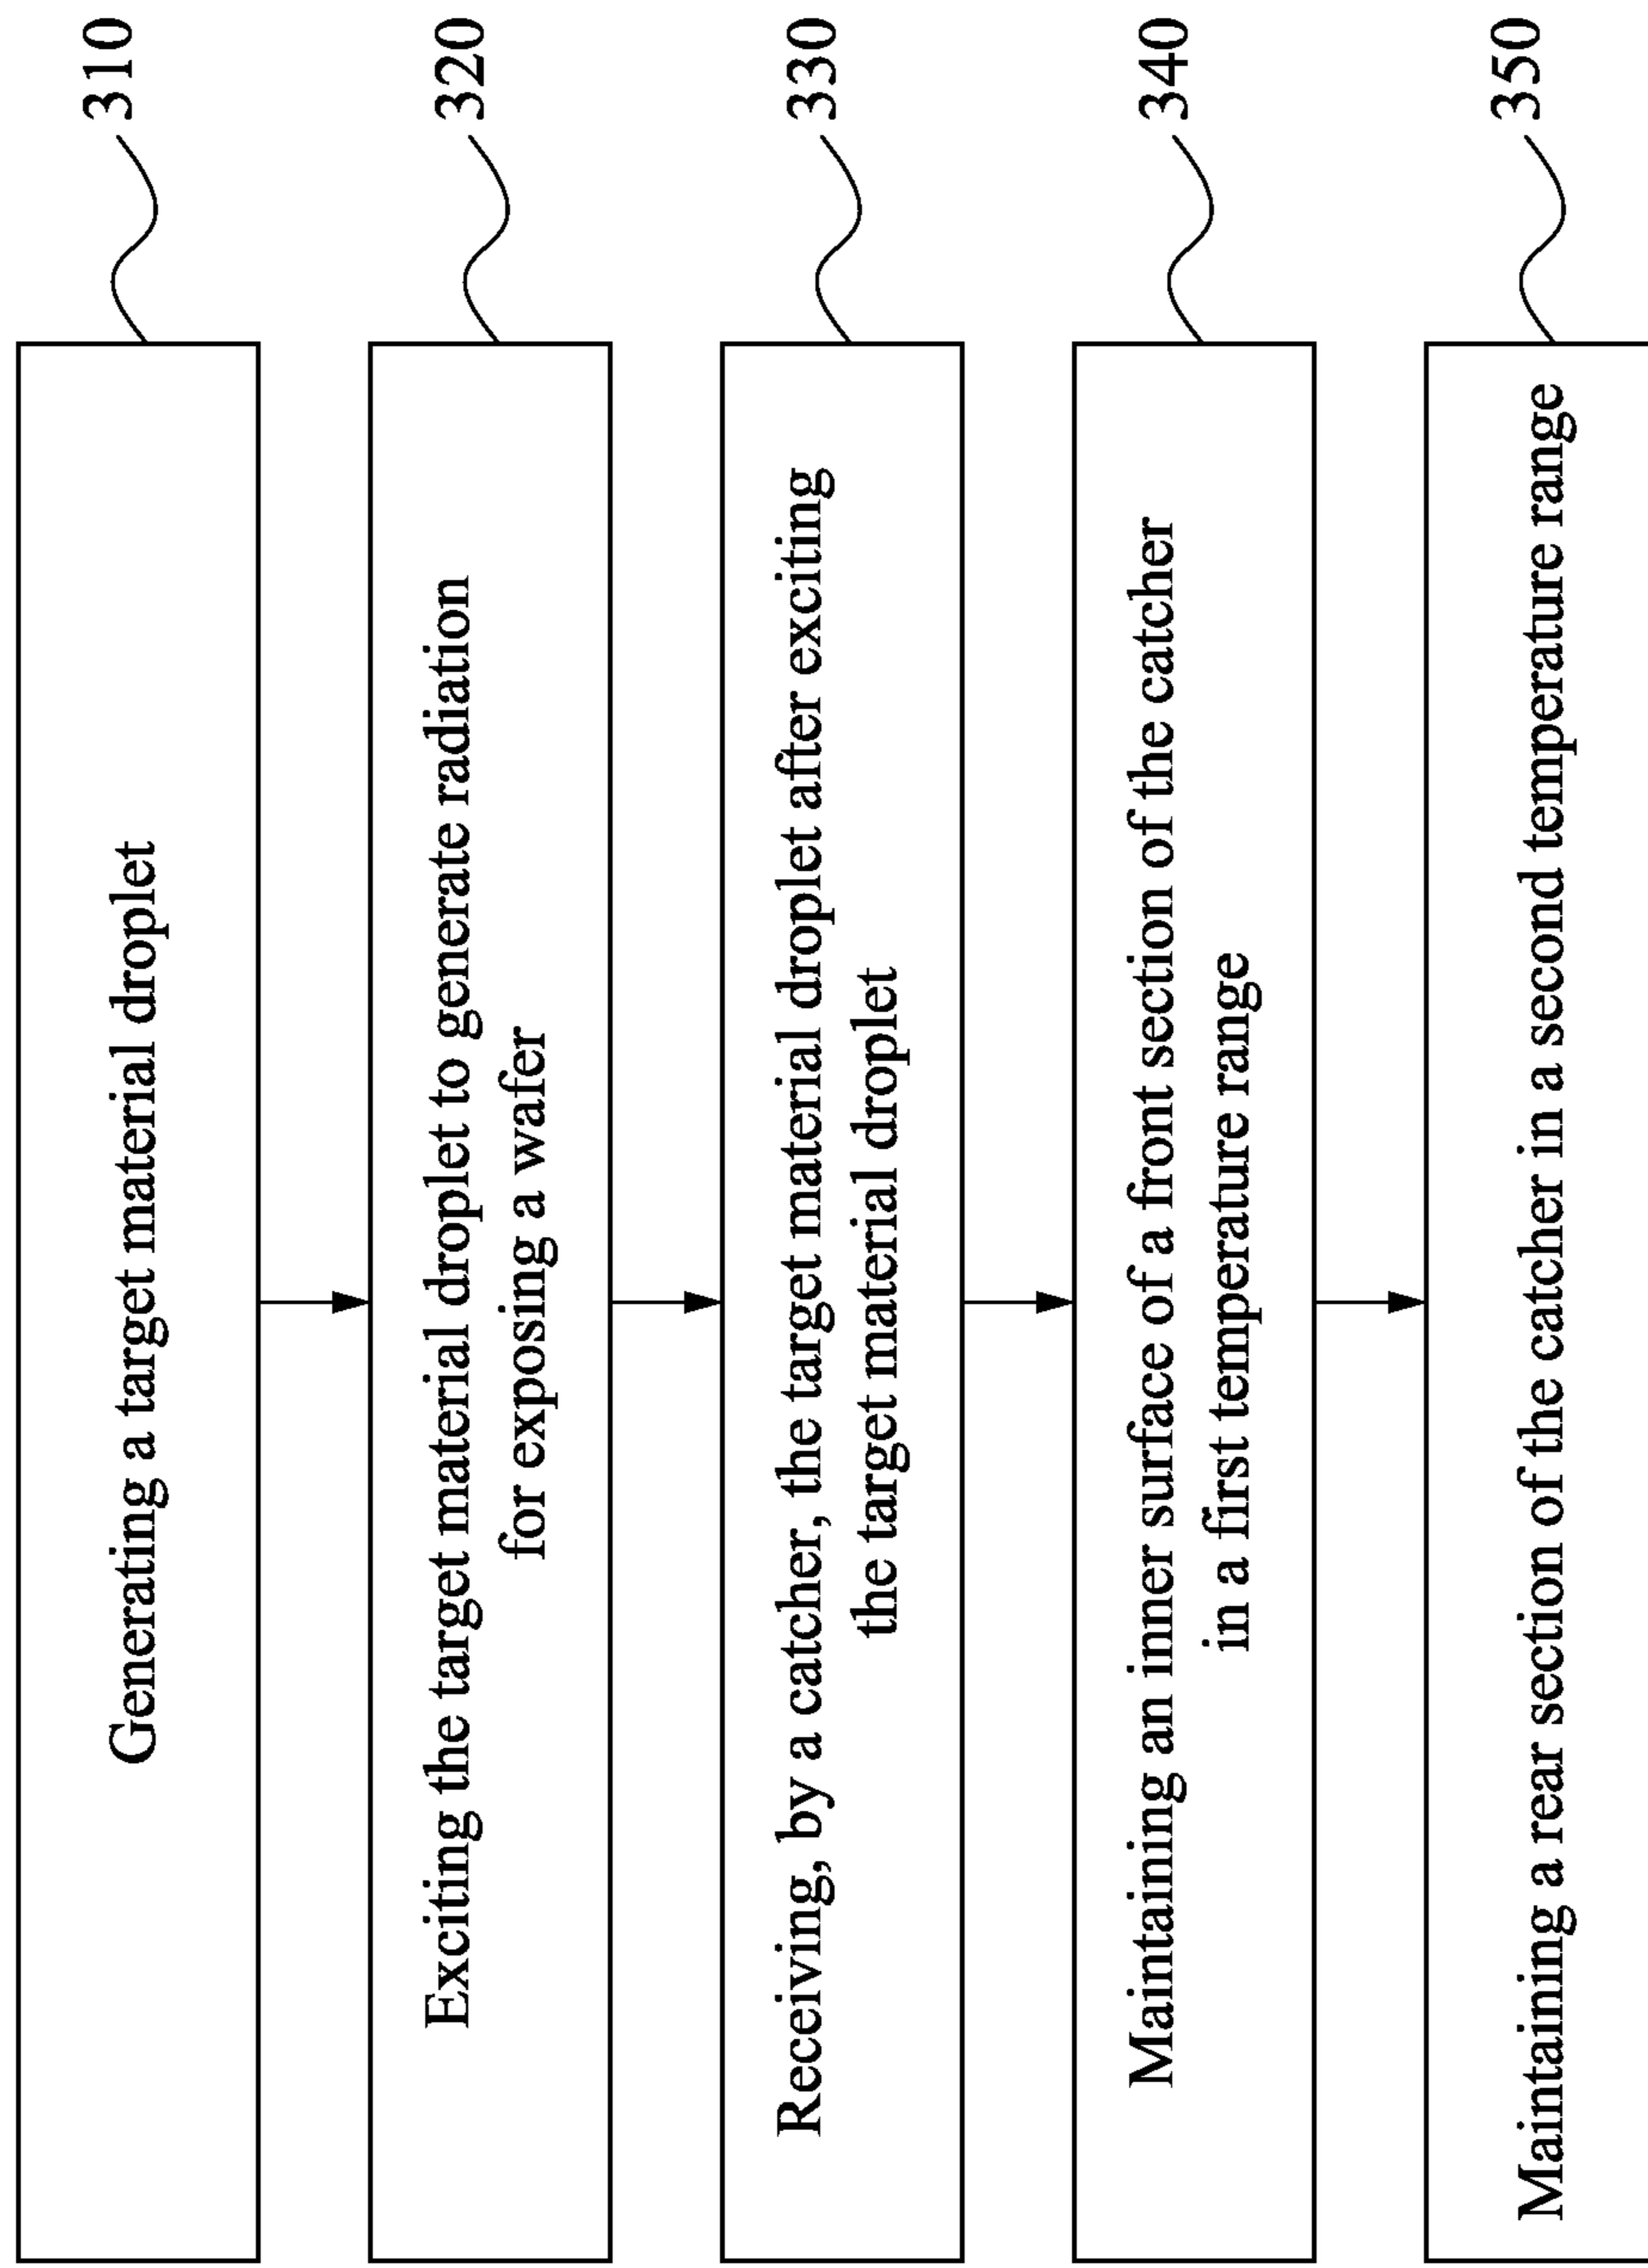 Generating a target material droplet
310
Exciting the target material droplet to generate radiation
for exposing a wafer
320
Receiving, by a catcher, the target material droplet after exciting
the target material droplet
330
Maintaining an inner surface of a front section of the catcher
in a first temperature range
340
Maintaining a rear section of the catcher in a second temperature range
350